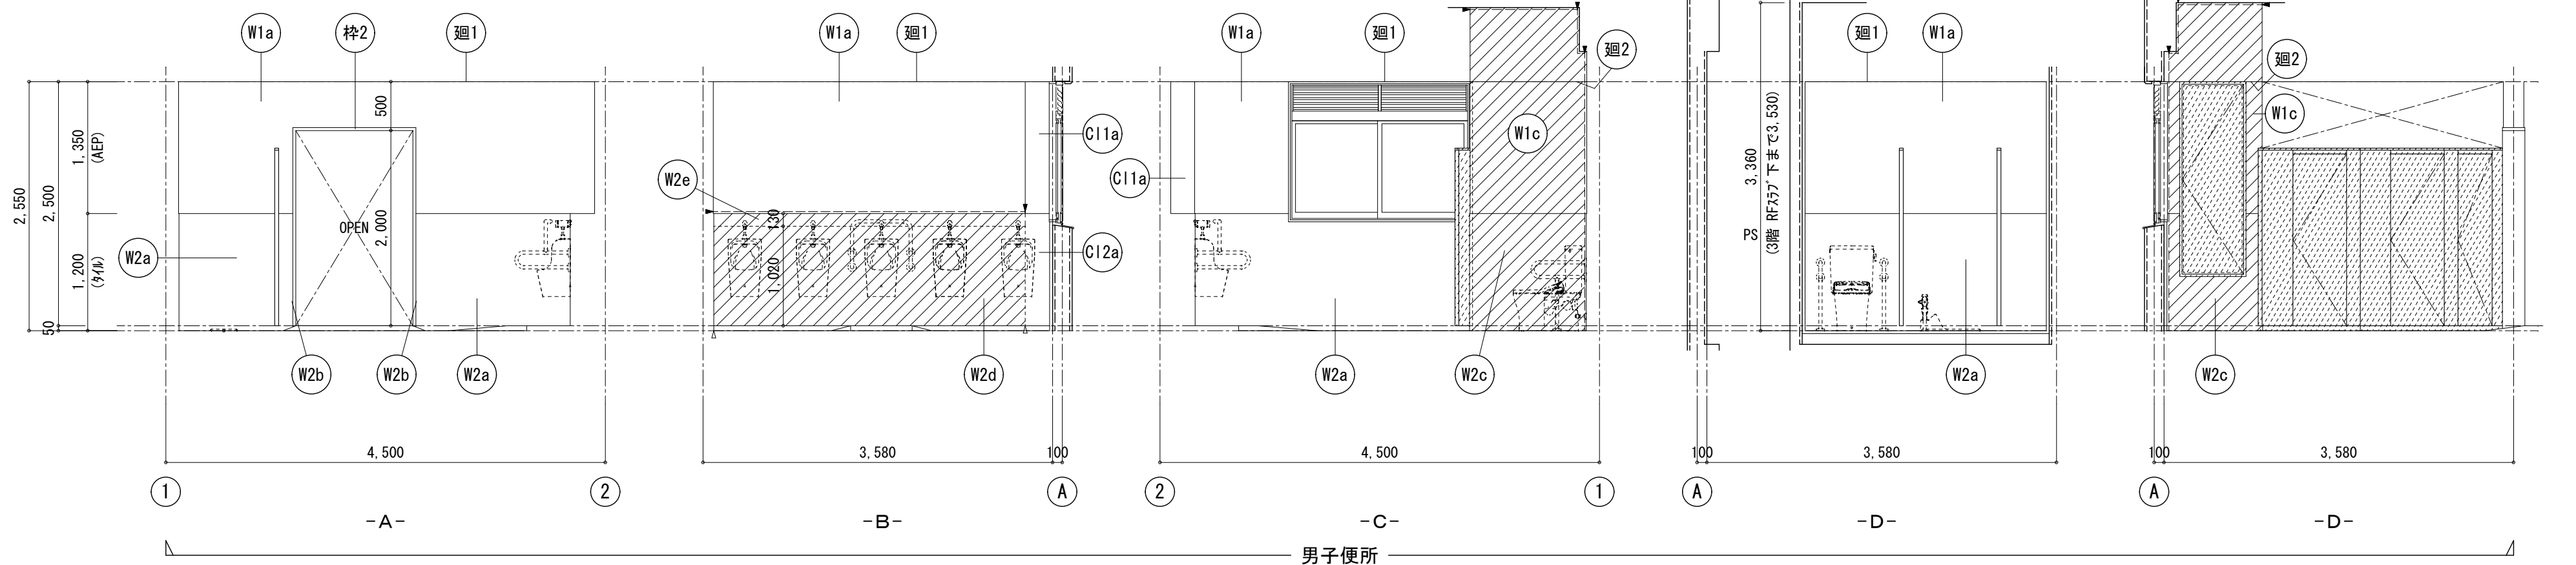 W1a 枠2 廻1 W1a 廻1 W1a 廻1 廻2 廻1 W1a 廻2
2,550
2,500
1,350
(AEP)
1,200
(ﾀｲﾙ)
50
500
2,000
OPEN
W2a
W2b W2b W2a
W2e
130
1,020
Cl1a
Cl2a
W2d
Cl1a
W1c
W2a W2c
PS
3,360
(3階 RFｽﾗﾌﾞ下まで3,530)
W2a
W1c
W2c
4,500 3,580 100 4,500 100 3,580 100 3,580
1 2 A 2 1 A A
-A- -B- -C- -D- -D-
男子便所